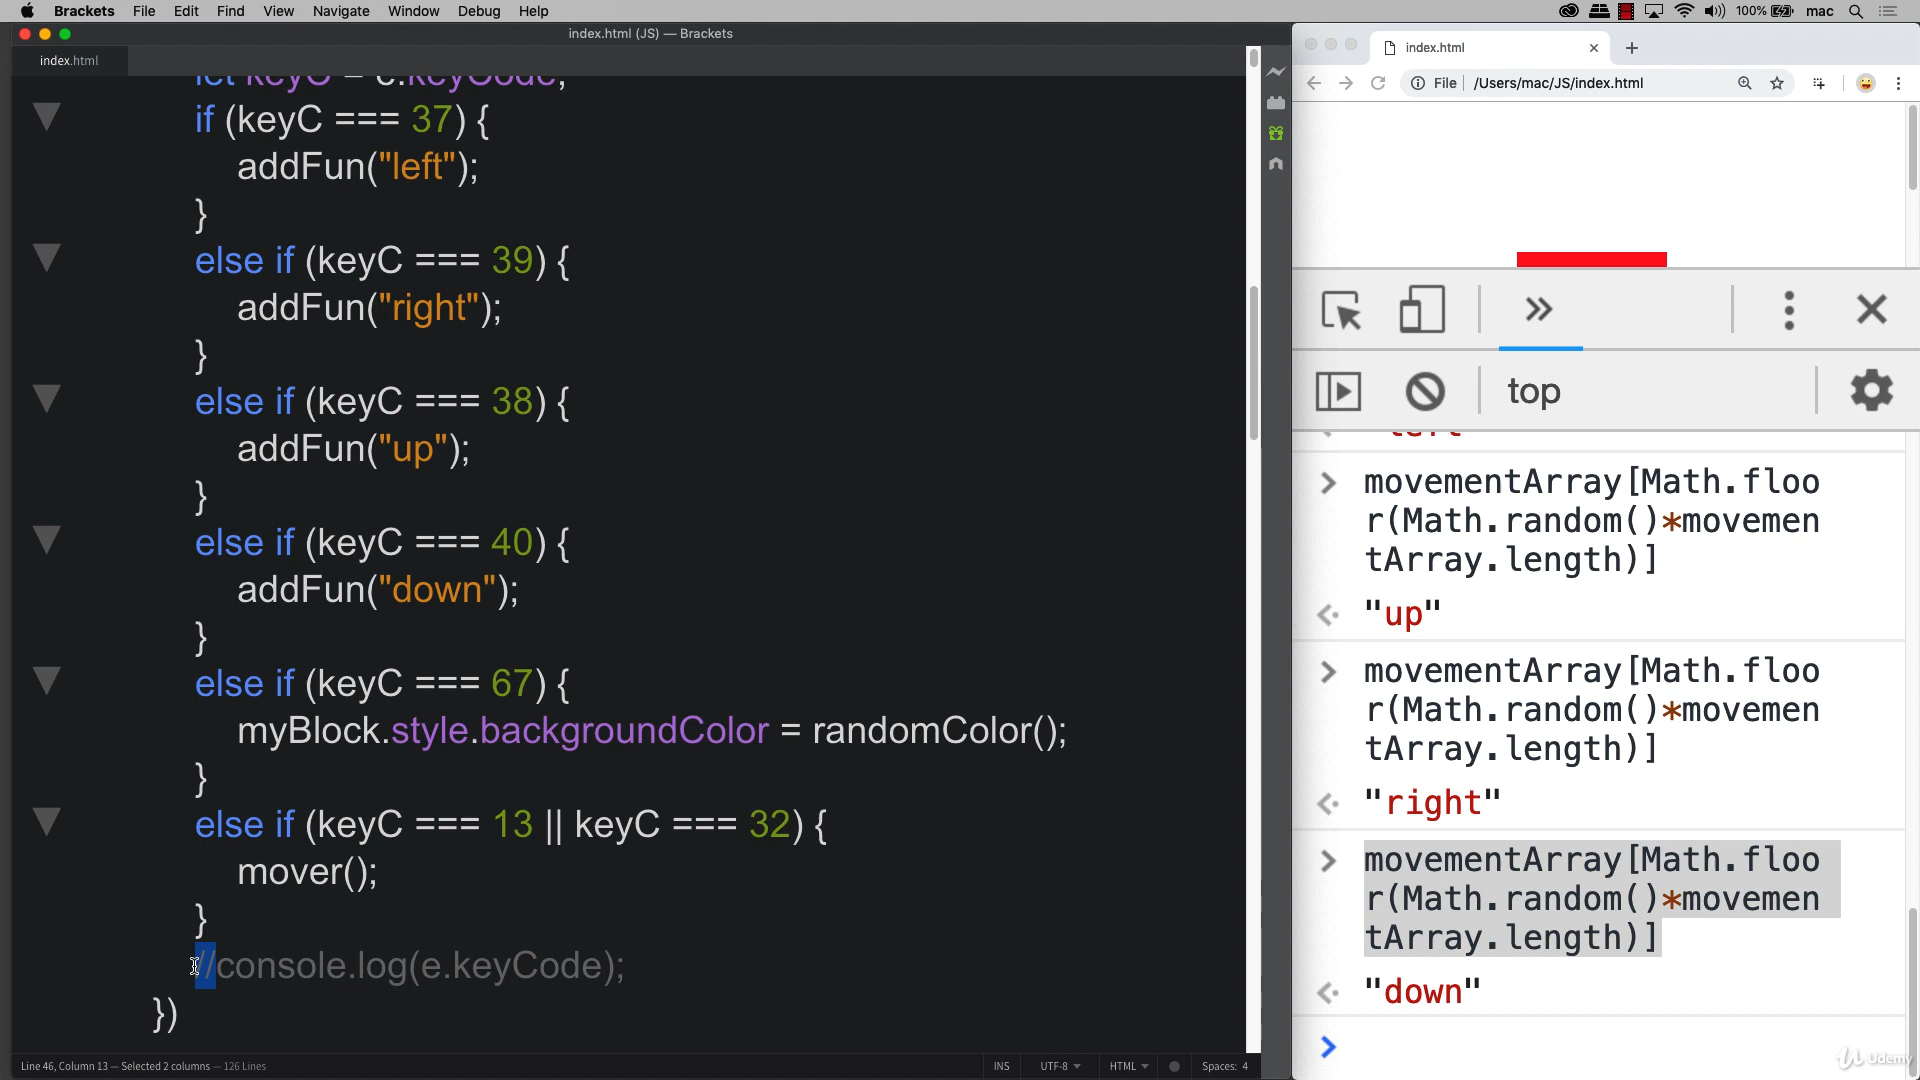 Brackets File Edit Find View Navigate Window Debug Help 100% mac
index.html (JS) — Brackets
index.html
let keyC = e.keyCode;
if (keyC === 37) {
addFun("left");
}
else if (keyC === 39) {
addFun("right");
}
else if (keyC === 38) {
addFun("up");
}
else if (keyC === 40) {
addFun("down");
}
else if (keyC === 67) {
myBlock.style.backgroundColor = randomColor();
}
else if (keyC === 13 || keyC === 32) {
mover();
}
//console.log(e.keyCode);
})
Line 46, Column 13 — Selected 2 columns — 126 Lines
INS UTF-8 HTML Spaces: 4
index.html
File /Users/mac/JS/index.html
top
"left"
movementArray[Math.floo
r(Math.random()*movemen
tArray.length)]
"up"
movementArray[Math.floo
r(Math.random()*movemen
tArray.length)]
"right"
movementArray[Math.floo
r(Math.random()*movemen
tArray.length)]
"down"
Udemy